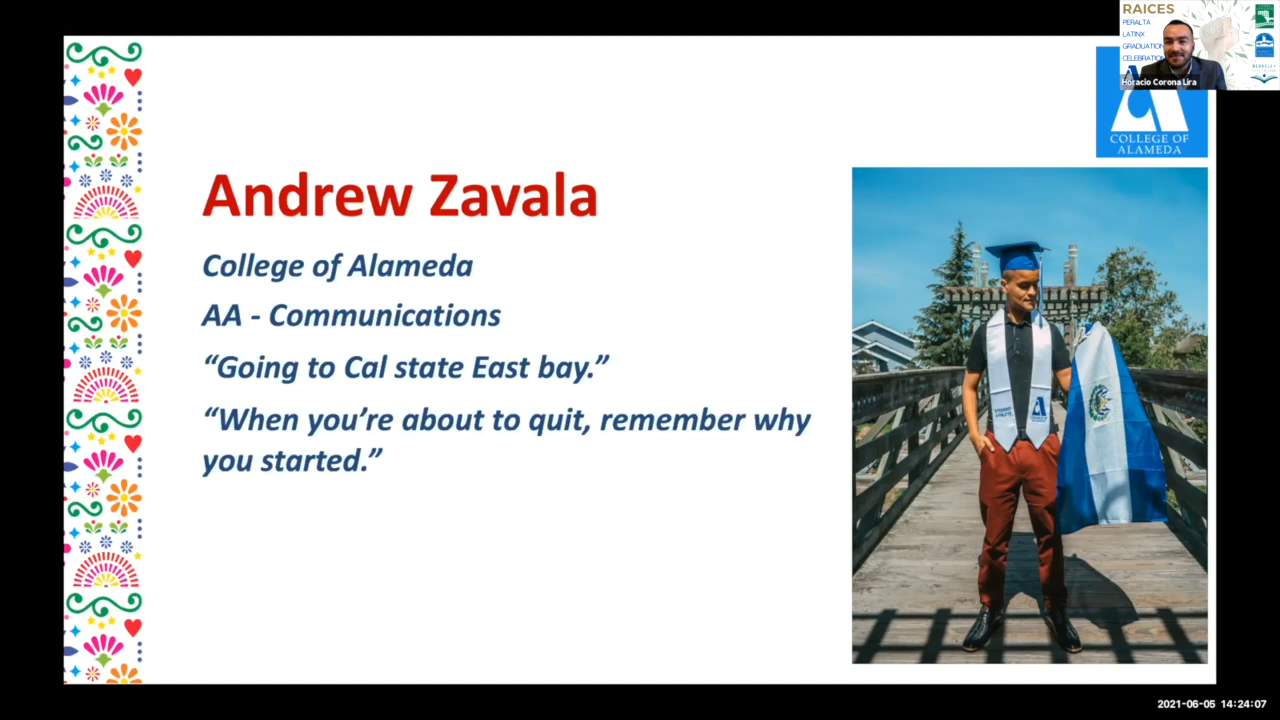 RAICES
PERALTA
LATINX
GRADUATION
CELEBRATION
Horacio Corona Lira
COLLEGE OF
ALAMEDA
Andrew Zavala
College of Alameda
AA - Communications
“Going to Cal state East bay.”
“When you’re about to quit, remember why
you started.”
STUDENT
ATHLETE
2021-06-05 14:24:07